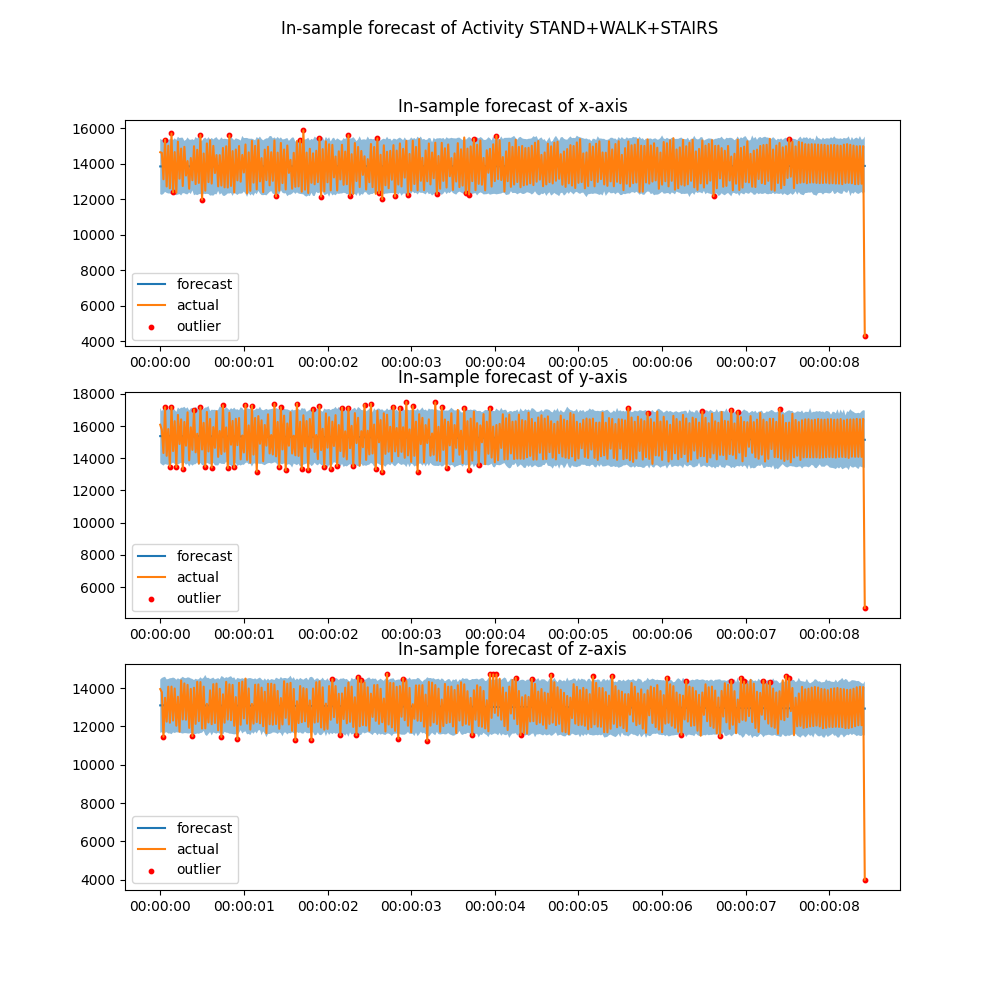 In-sample forecast of Activity STAND+WALK+STAIRS
In-sample forecast of x-axis
16000
14000
12000
10000
8000
6000
4000
forecast
actual
outlier
00:00:00 00:00:01 00:00:02 00:00:03 00:00:04 00:00:05 00:00:06 00:00:07 00:00:08
In-sample forecast of y-axis
18000
16000
14000
12000
10000
8000
6000
forecast
actual
outlier
00:00:00 00:00:01 00:00:02 00:00:03 00:00:04 00:00:05 00:00:06 00:00:07 00:00:08
In-sample forecast of z-axis
14000
12000
10000
8000
6000
4000
forecast
actual
outlier
00:00:00 00:00:01 00:00:02 00:00:03 00:00:04 00:00:05 00:00:06 00:00:07 00:00:08